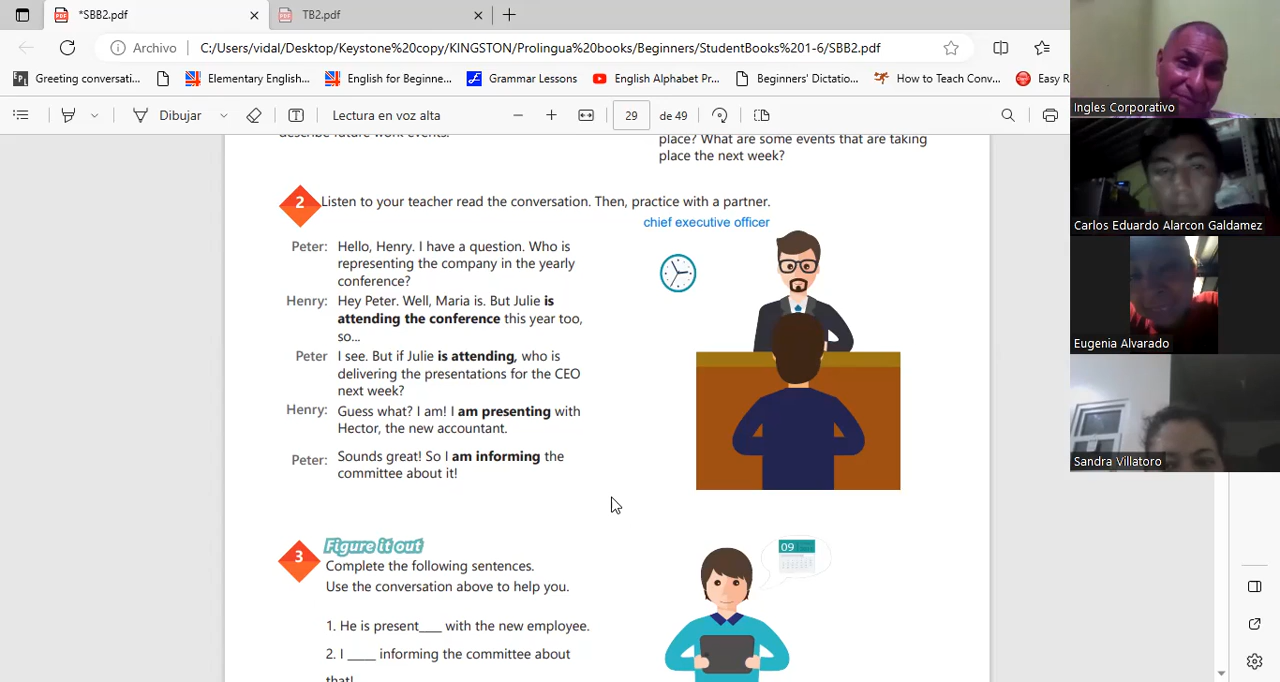 *SBB2.pdf
TB2.pdf
Archivo
C:/Users/vidal/Desktop/Keystone%20copy/KINGSTON/Prolingua%20books/Beginners/StudentBooks%201-6/SBB2.pdf
Greeting conversati...
Elementary English...
English for Beginne...
Grammar Lessons
English Alphabet Pr...
Beginners' Dictatio...
How to Teach Conv...
Easy R
Dibujar
Lectura en voz alta
29
de 49
place? What are some events that are taking
place the next week?
2
Listen to your teacher read the conversation. Then, practice with a partner.
chief executive officer
Peter: Hello, Henry. I have a question. Who is
representing the company in the yearly
conference?
Henry: Hey Peter. Well, Maria is. But Julie is
attending the conference this year too,
so...
Peter I see. But if Julie is attending, who is
delivering the presentations for the CEO
next week?
Henry: Guess what? I am! I am presenting with
Hector, the new accountant.
Peter: Sounds great! So I am informing the
committee about it!
3
Figure it out
Complete the following sentences.
Use the conversation above to help you.
1. He is present___ with the new employee.
2. I ____ informing the committee about
that!
09
Ingles Corporativo
Carlos Eduardo Alarcon Galdamez
Eugenia Alvarado
Sandra Villatoro